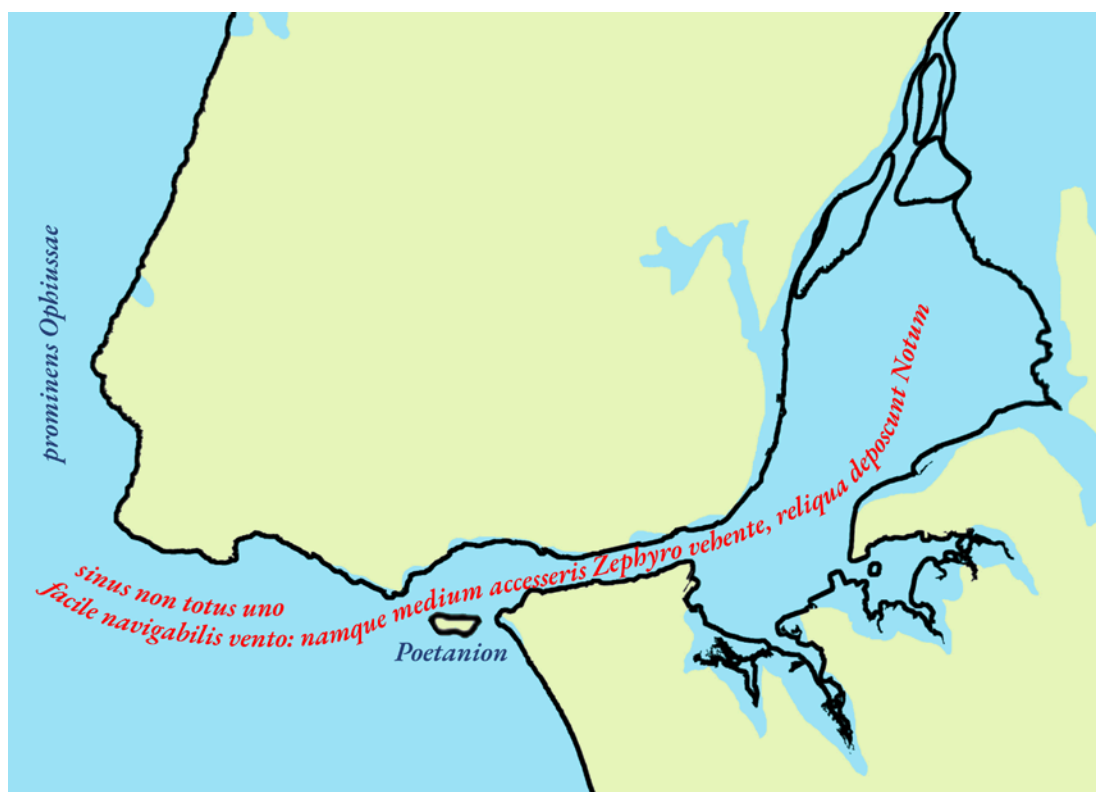 prominens Ophiussae
sinus non totus uno
facile navigabilis vento: namque medium accesseris Zephyro vehente, reliqua deposcunt Notum
Poetanion